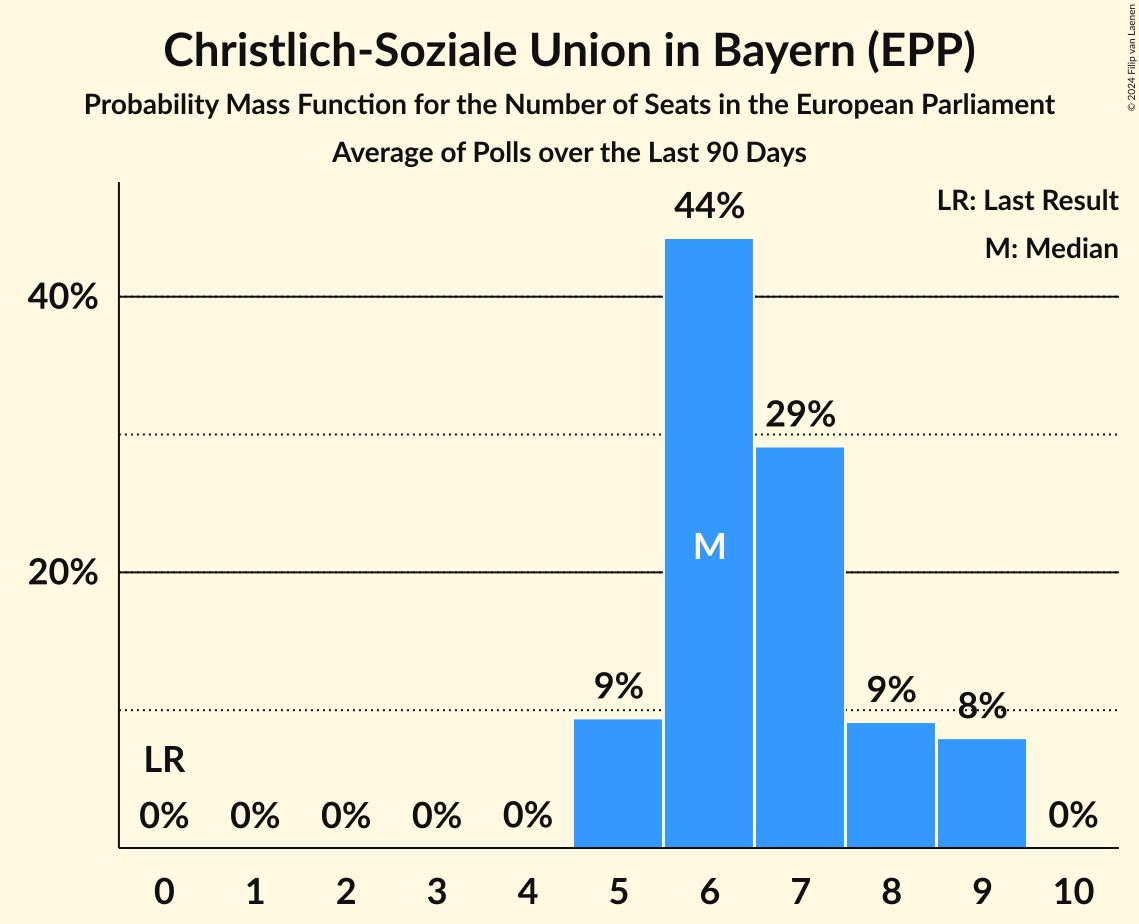 Christlich-Soziale Union in Bayern (EPP)
Probability Mass Function for the Number of Seats in the European Parliament
Average of Polls over the Last 90 Days
© 2024 Filip van Laenen
LR: Last Result
M: Median
44%
40%
29%
M
20%
9%
9%
8%
LR
0%
0%
0%
0%
0%
0%
0 1 2 3 4 5 6 7 8 9 10